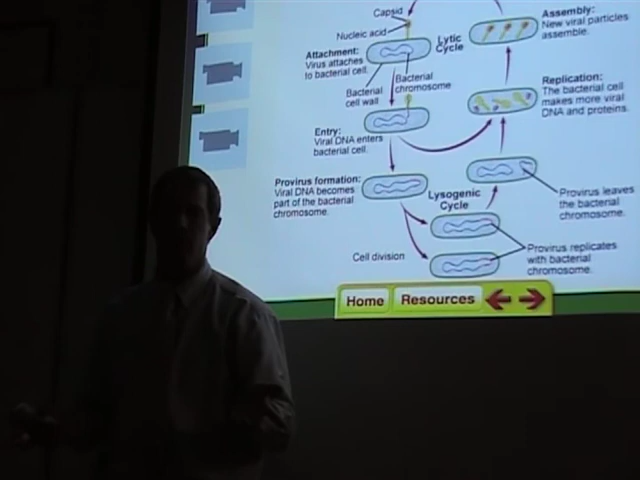 Capsid
Nucleic acid
Attachment:
Virus attaches
to bacterial cell.
Bacterial
cell wall
Bacterial
chromosome
Lytic
Cycle
Assembly:
New viral particles
assemble.
Replication:
The bacterial cell
makes more viral
DNA and proteins.
Entry:
Viral DNA enters
bacterial cell.
Provirus formation:
Viral DNA becomes
part of the bacterial
chromosome.
Lysogenic
Cycle
Provirus leaves
the bacterial
chromosome.
Cell division
Provirus replicates
with bacterial
chromosome.
Home
Resources